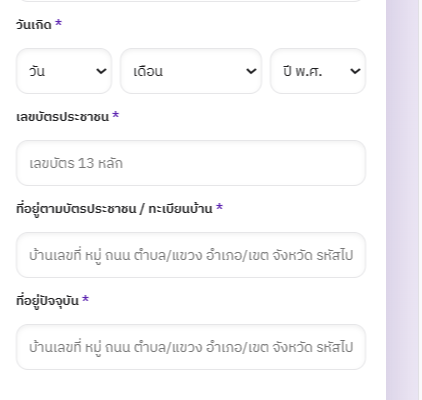 วันเกิด *
วัน เดือน ปี พ.ศ.
เลขบัตรประชาชน *
เลขบัตร 13 หลัก
ที่อยู่ตามบัตรประชาชน / ทะเบียนบ้าน *
บ้านเลขที่ หมู่ ถนน ตำบล/แขวง อำเภอ/เขต จังหวัด รหัสไป
ที่อยู่ปัจจุบัน *
บ้านเลขที่ หมู่ ถนน ตำบล/แขวง อำเภอ/เขต จังหวัด รหัสไป